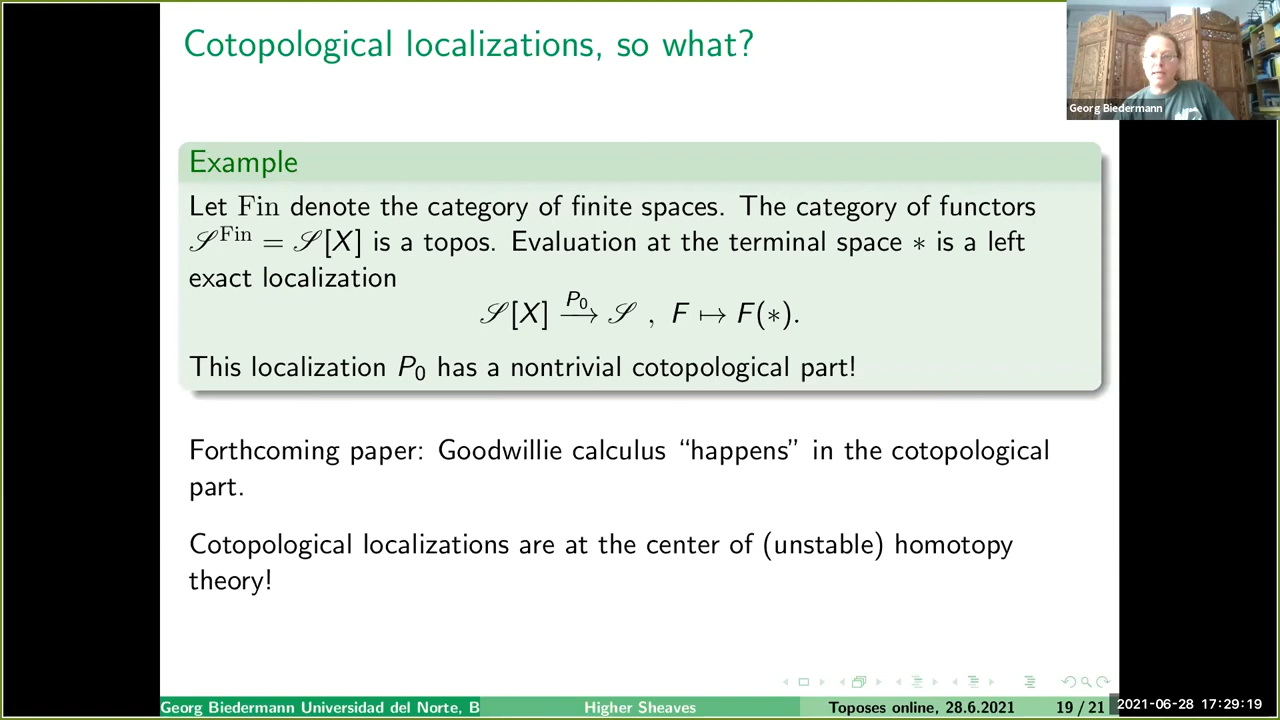 Cotopological localizations, so what?
Georg Biedermann
Example
Let Fin denote the category of finite spaces. The category of functors
𝒮^Fin = 𝒮[X] is a topos. Evaluation at the terminal space ∗ is a left
exact localization
𝒮[X] –P₀→ 𝒮 , F ↦ F(∗).
This localization P₀ has a nontrivial cotopological part!
Forthcoming paper: Goodwillie calculus “happens” in the cotopological
part.
Cotopological localizations are at the center of (unstable) homotopy
theory!
Georg Biedermann Universidad del Norte, B Higher Sheaves Toposes online, 28.6.2021 19 / 21
2021-06-28 17:29:19